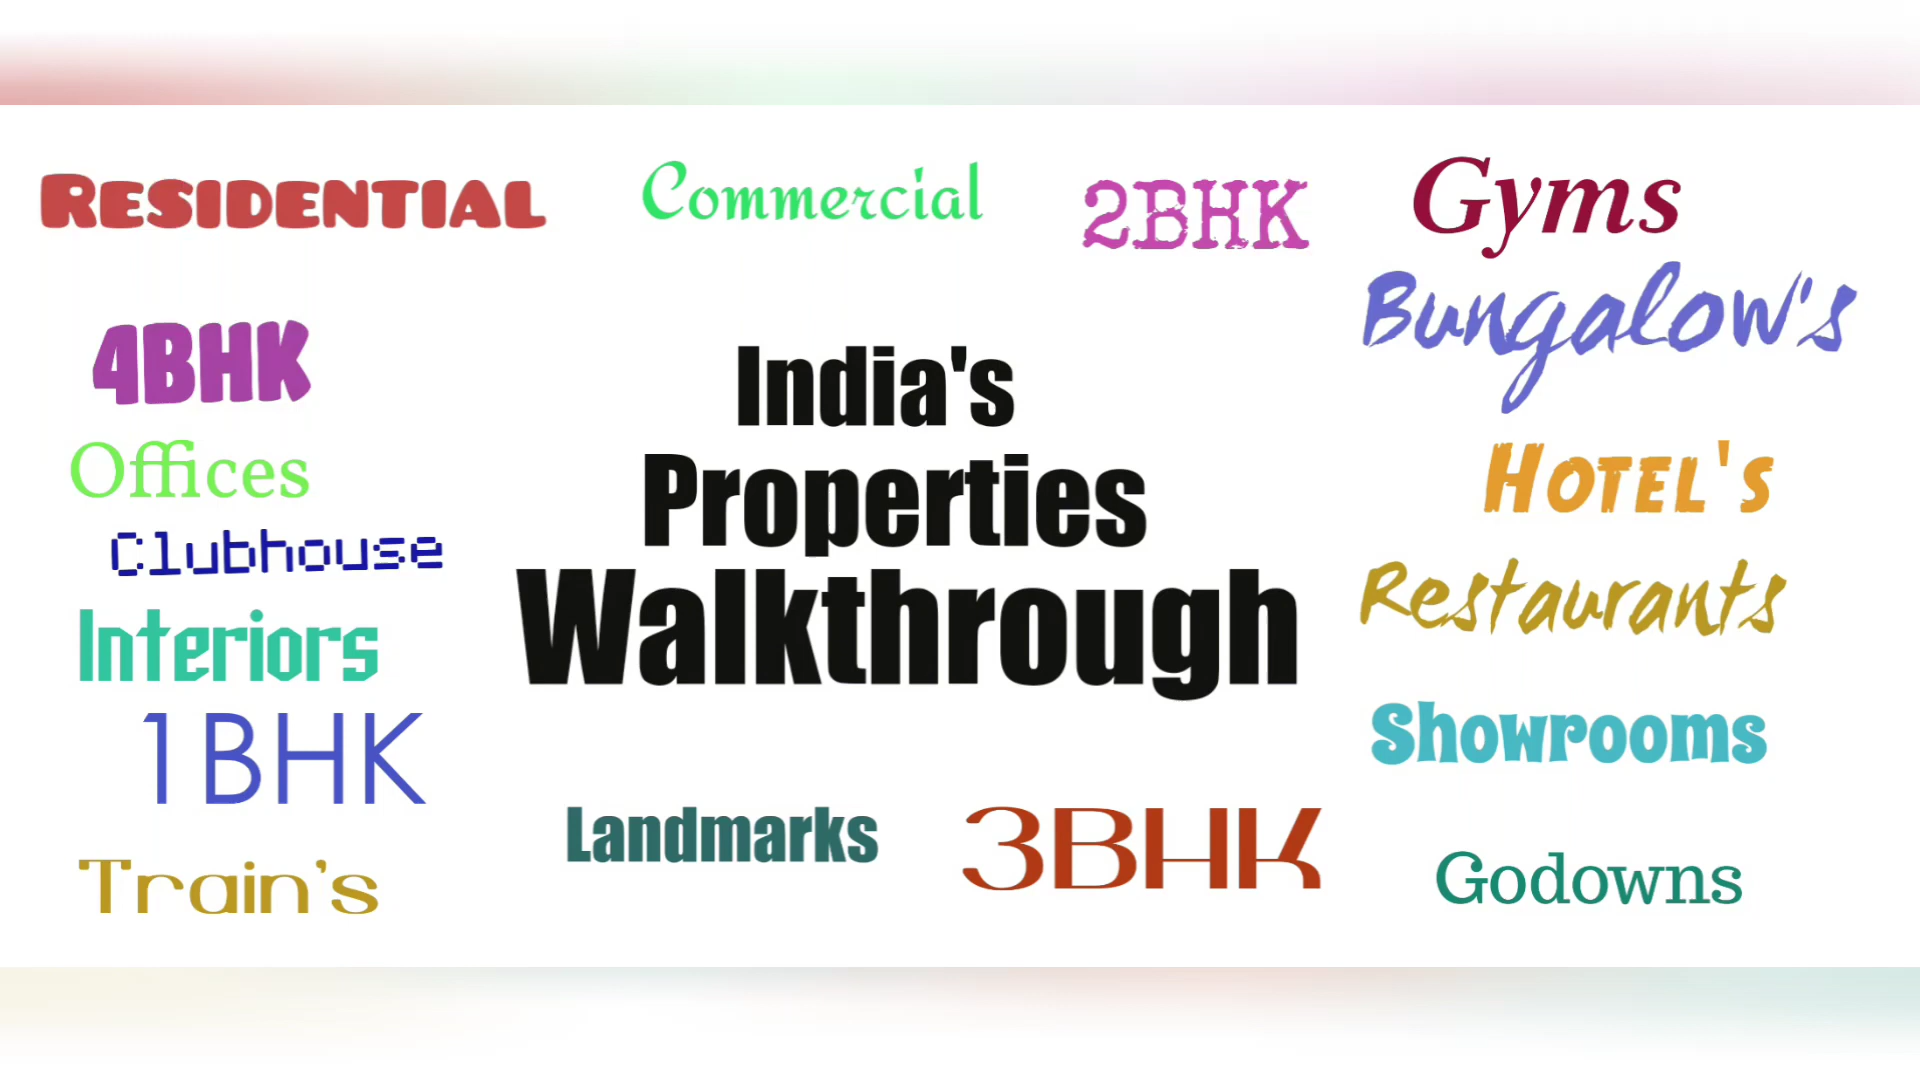 RESIDENTIAL
Commercial
2BHK
Gyms
Bungalow's
4BHK
India's
Properties
Walkthrough
Offices
Hotel's
Clubhouse
Restaurants
Interiors
1BHK
Showrooms
Landmarks
3BHK
Train's
Godowns